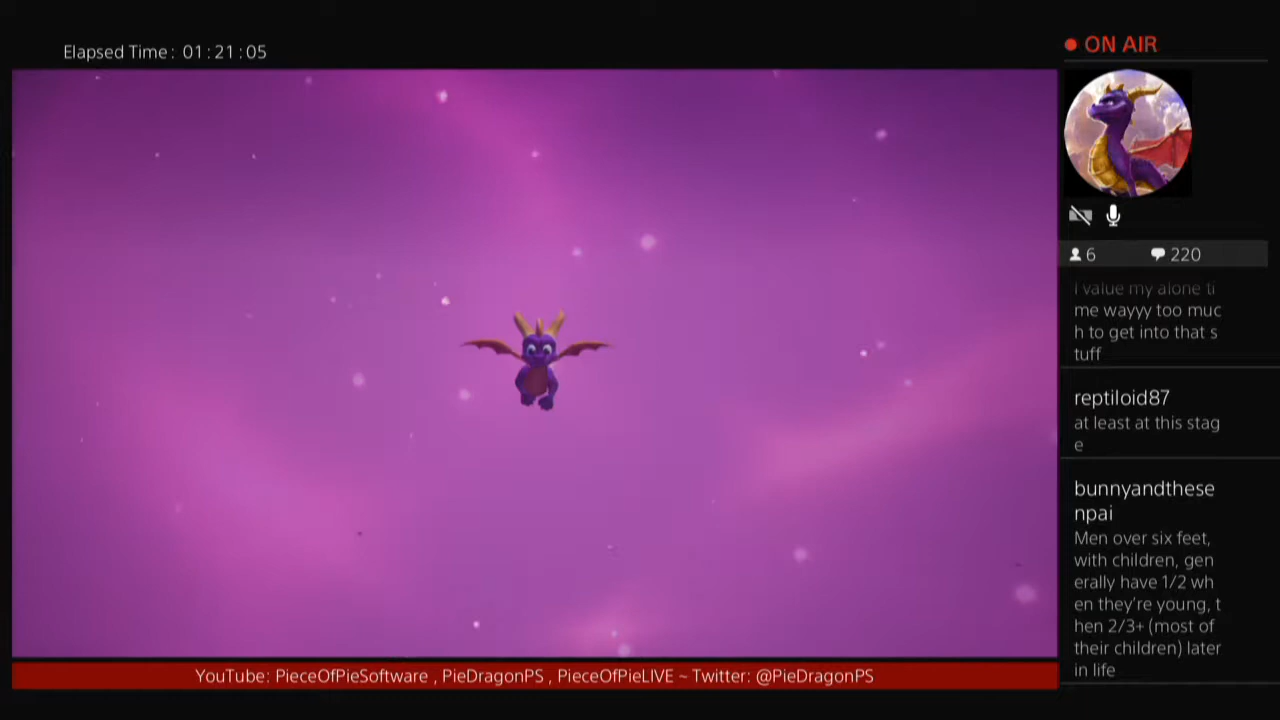 Elapsed Time: 01:21:05
ON AIR
6
220
I value my alone ti
me wayyy too muc
h to get into that s
tuff
reptiloid87
at least at this stag
e
bunnyandthese
npai
Men over six feet,
with children, gen
erally have 1/2 wh
en they're young, t
hen 2/3+ (most of
their children) later
in life
YouTube: PieceOfPieSoftware , PieDragonPS , PieceOfPieLIVE ~ Twitter: @PieDragonPS